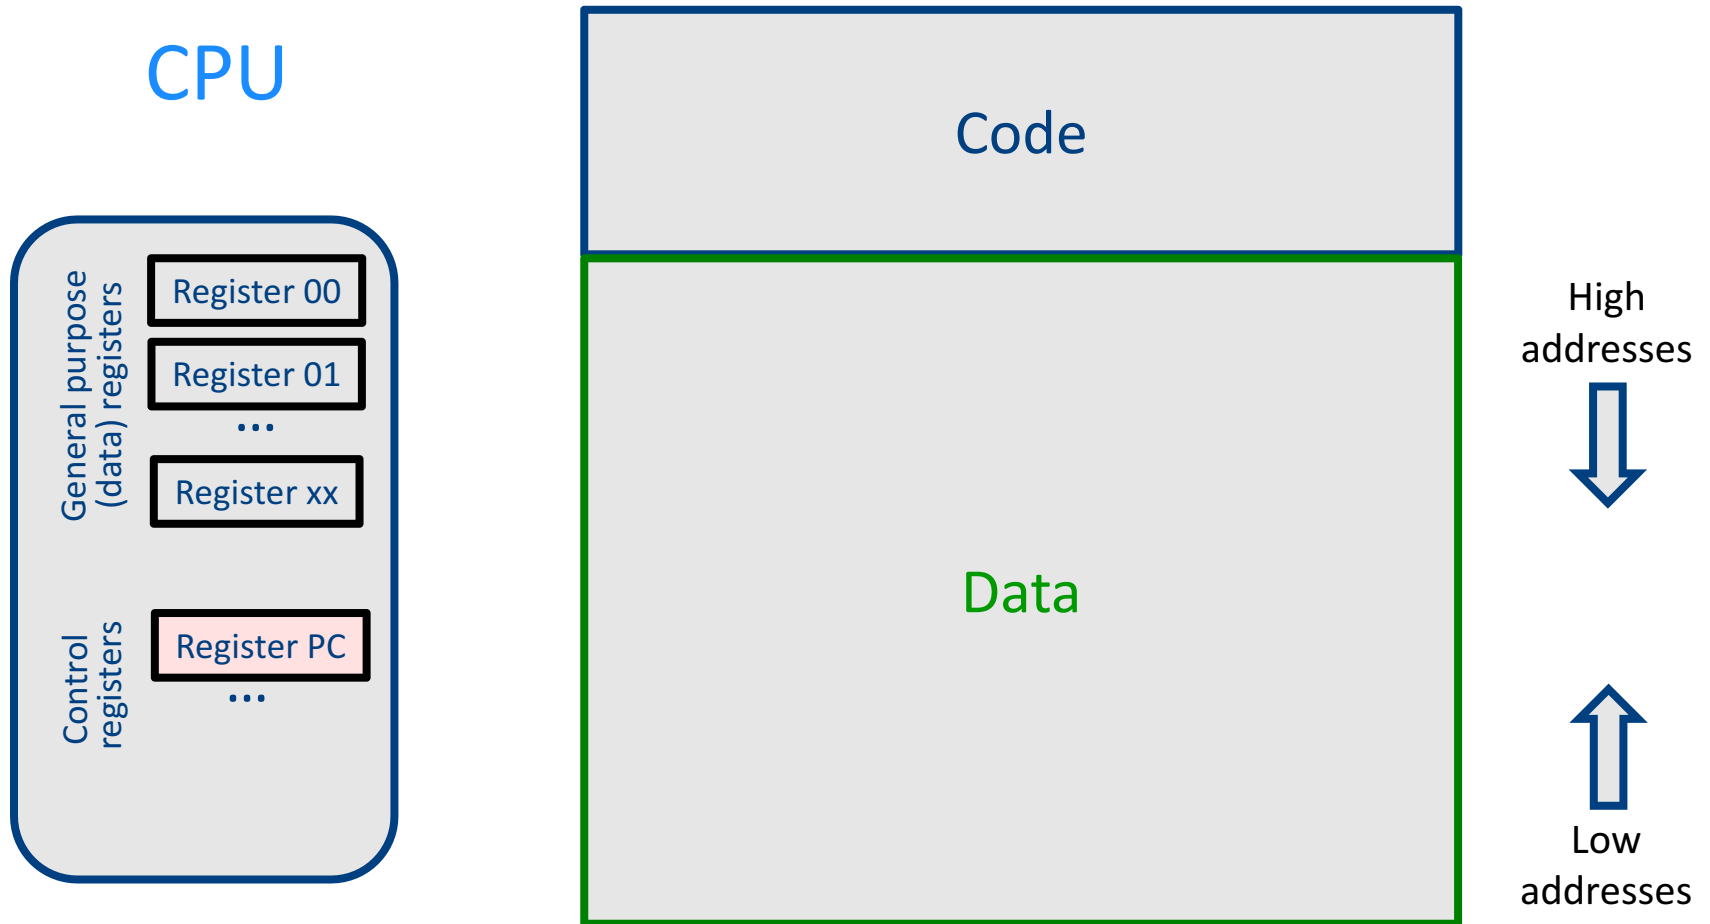 CPU
General purpose
(data) registers
Register 00
Register 01
...
Register xx
Control
registers
Register PC
...
Code
Data
High
addresses
Low
addresses